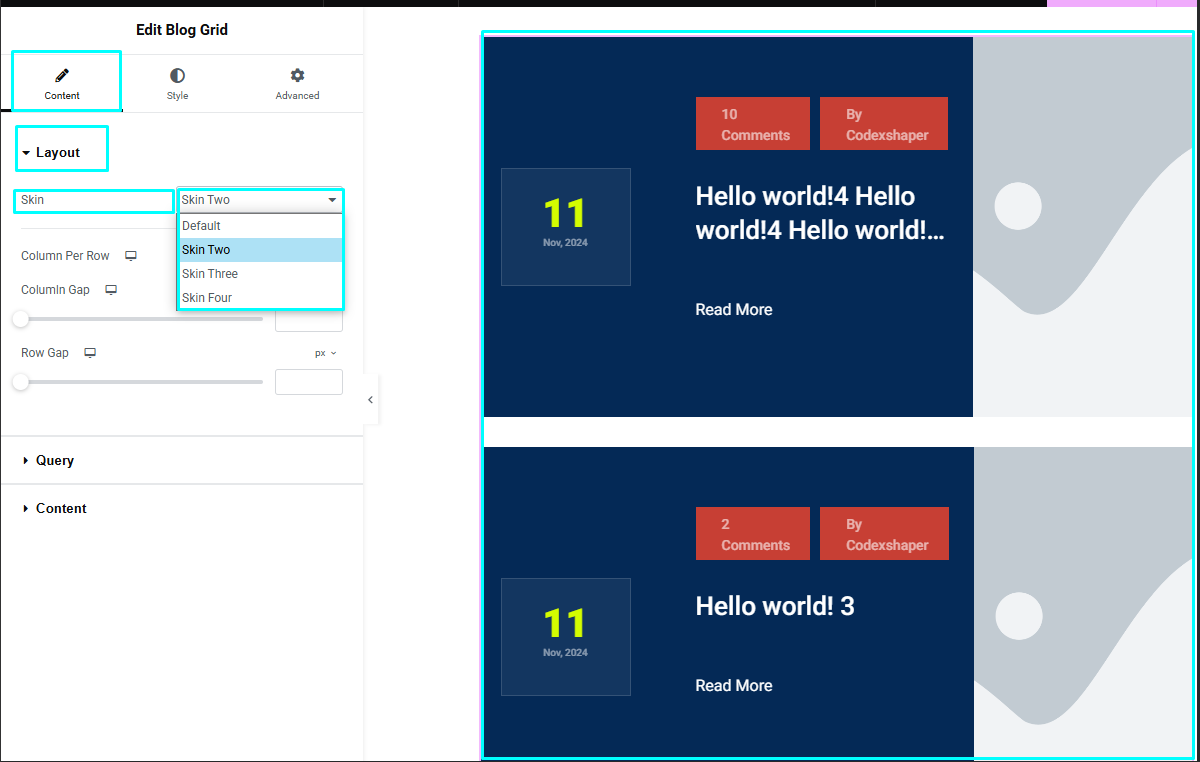 Edit Blog Grid
Content
Style
Advanced
Layout
Skin
Skin Two
Default
Skin Two
Skin Three
Skin Four
Column Per Row
ColumIn Gap
Row Gap
px
Query
Content
10
Comments
By
Codexshaper
11
Nov, 2024
Hello world!4 Hello
world!4 Hello world!...
Read More
2
Comments
By
Codexshaper
11
Nov, 2024
Hello world! 3
Read More